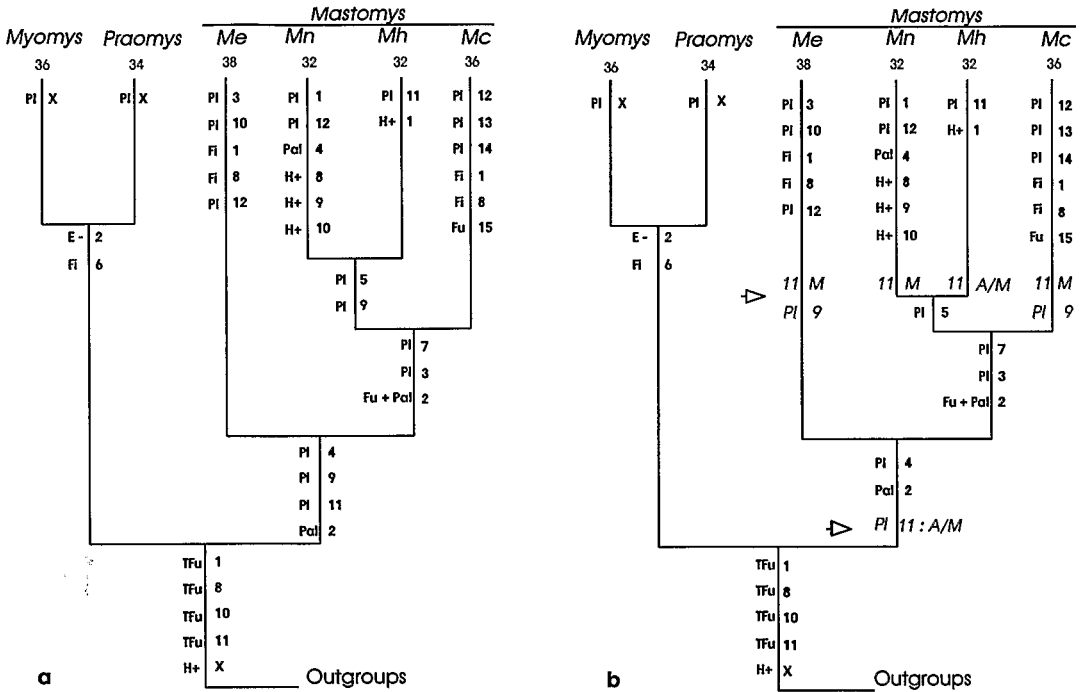 Mastomys
Myomys Praomys Me Mn Mh Mc
36 34 38 32 32 36
Pl X Pl X Pl 3 Pl 1 Pl 11 Pl 12
Pl 10 Pl 12 H+ 1 Pl 13
Fi 1 Pal 4 Pl 14
Fi 8 H+ 8 Fi 1
Pl 12 H+ 9 Fi 8
H+ 10 Fu 15
E - 2
Fi 6
Pl 5
Pl 9
Pl 7
Pl 3
Fu + Pal 2
Pl 4
Pl 9
Pl 11
Pal 2
TFu 1
TFu 8
TFu 10
TFu 11
H+ X
a Outgroups
Mastomys
Myomys Praomys Me Mn Mh Mc
36 34 38 32 32 36
Pl X Pl X Pl 3 Pl 1 Pl 11 Pl 12
Pl 10 Pl 12 H+ 1 Pl 13
Fi 1 Pal 4 Pl 14
Fi 8 H+ 8 Fi 1
Pl 12 H+ 9 Fi 8
H+ 10 Fu 15
E - 2
Fi 6
11 M 11 M 11 A/M 11 M
Pl 9 Pl 5 Pl 9
Pl 7
Pl 3
Fu + Pal 2
Pl 4
Pal 2
Pl 11 : A/M
TFu 1
TFu 8
TFu 10
TFu 11
H+ X
b Outgroups